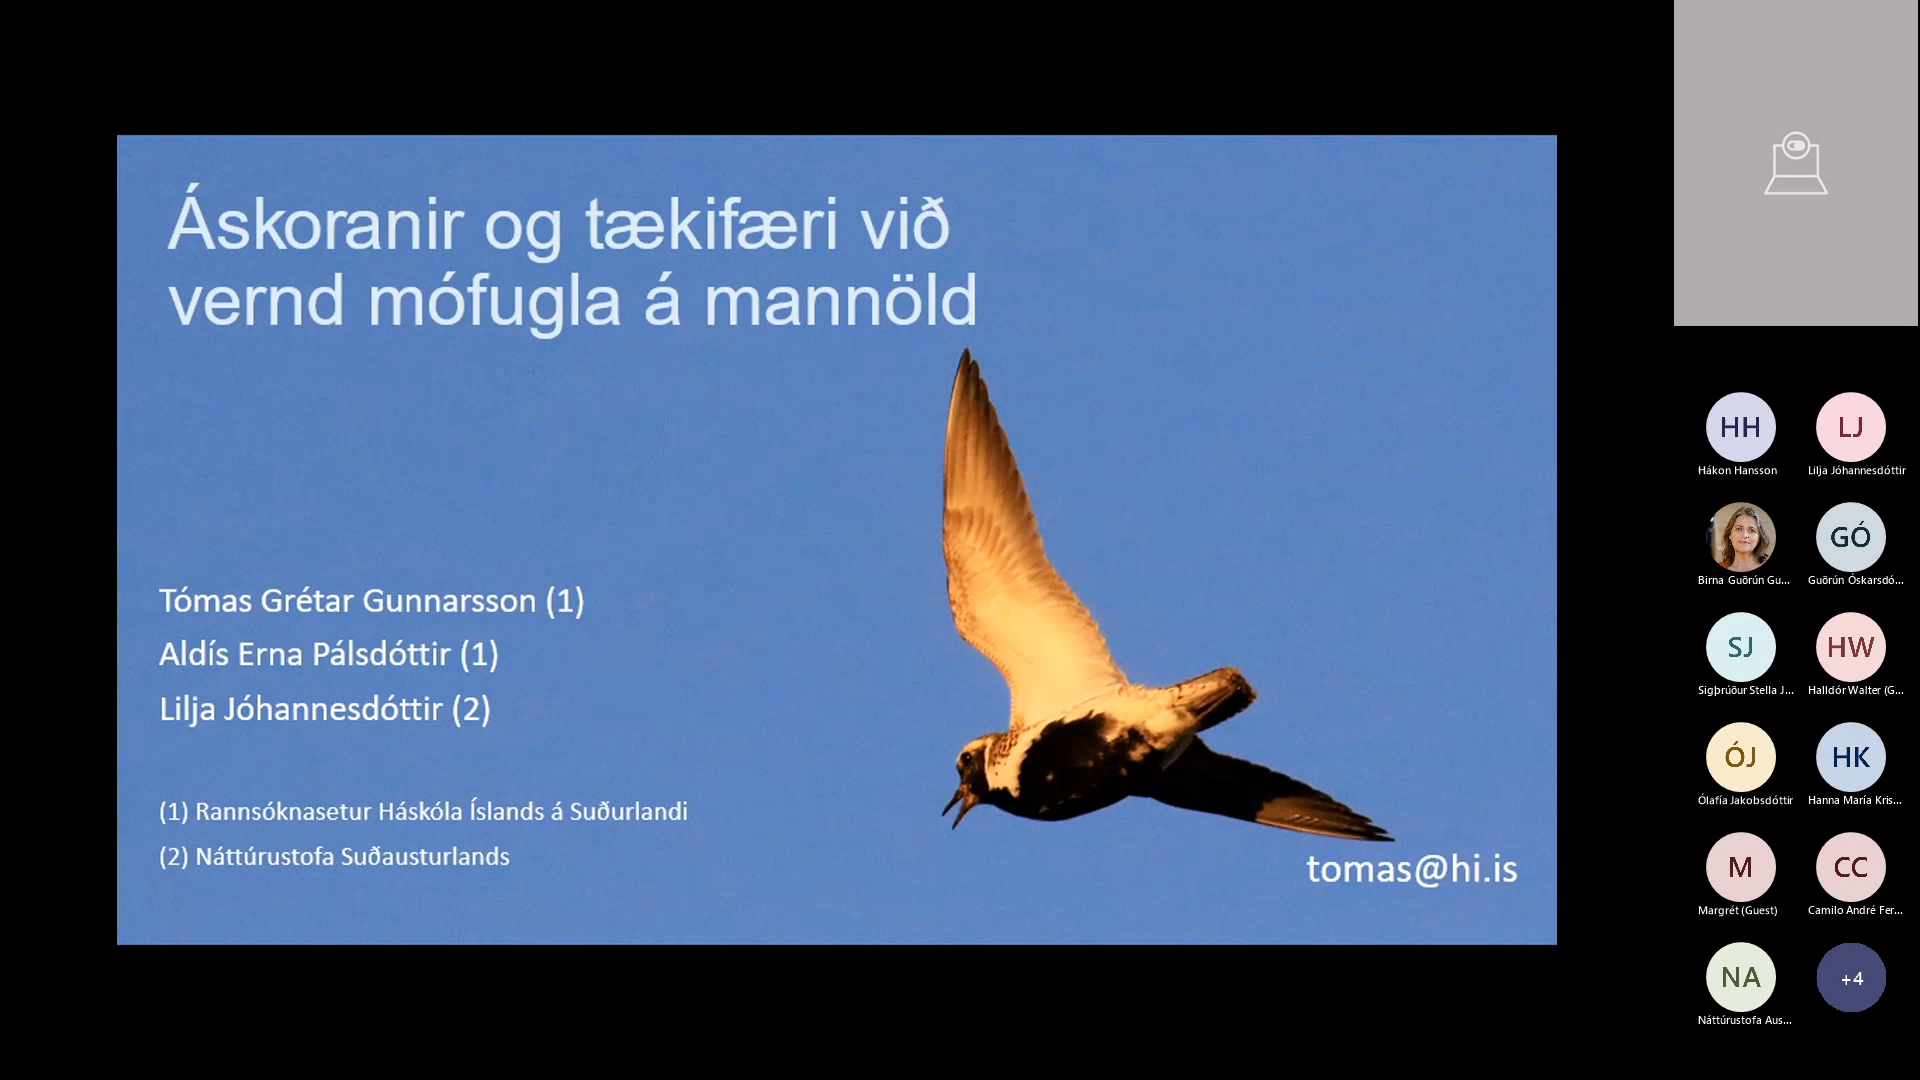 Áskoranir og tækifæri við
vernd mófugla á mannöld
Tómas Grétar Gunnarsson (1)
Aldís Erna Pálsdóttir (1)
Lilja Jóhannesdóttir (2)
(1) Rannsóknasetur Háskóla Íslands á Suðurlandi
(2) Náttúrustofa Suðausturlands
tomas@hi.is
HH
Hákon Hansson
LJ
Lilja Jóhannesdóttir
Birna Guðrún Gu...
GÓ
Guðrún Óskarsdó...
SJ
Sigþrúður Stella J...
HW
Halldór Walter (G...
ÓJ
Ólafía Jakobsdóttir
HK
Hanna María Kris...
M
Margrét (Guest)
CC
Camilo André Fer...
NA
Náttúrustofa Aus...
+4